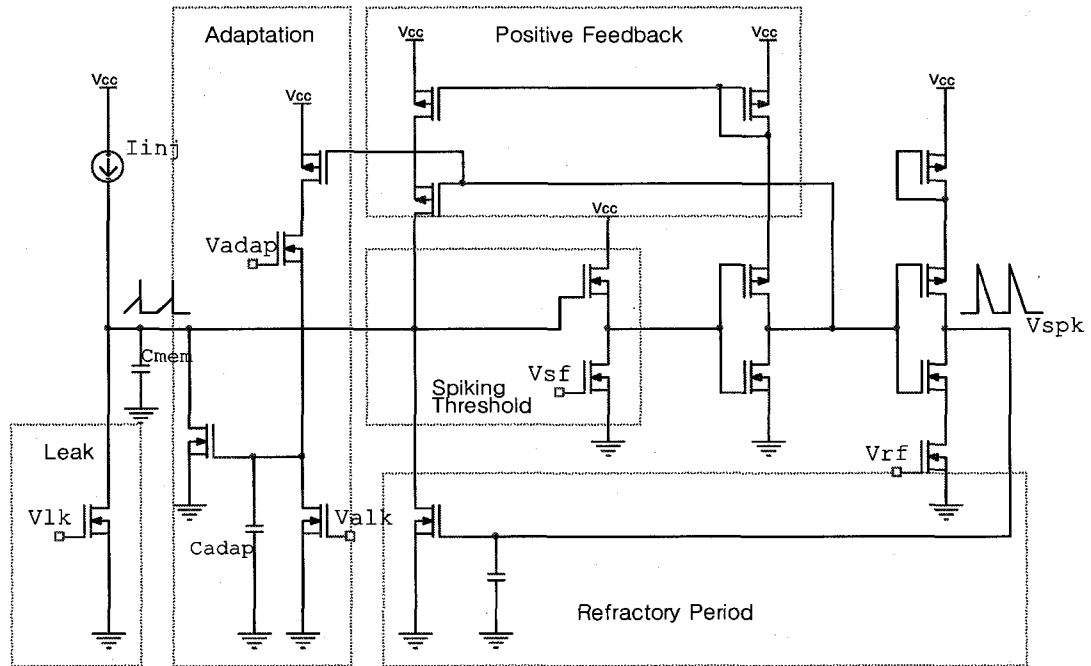 Adaptation
Vcc
Positive Feedback
Vcc
Vcc
Vcc
Vcc
Iinj
Vadap
Vcc
Cmem
Vsf
Spiking
Threshold
Vspk
Leak
Vrf
Vlk
Cadap
Valk
Refractory Period